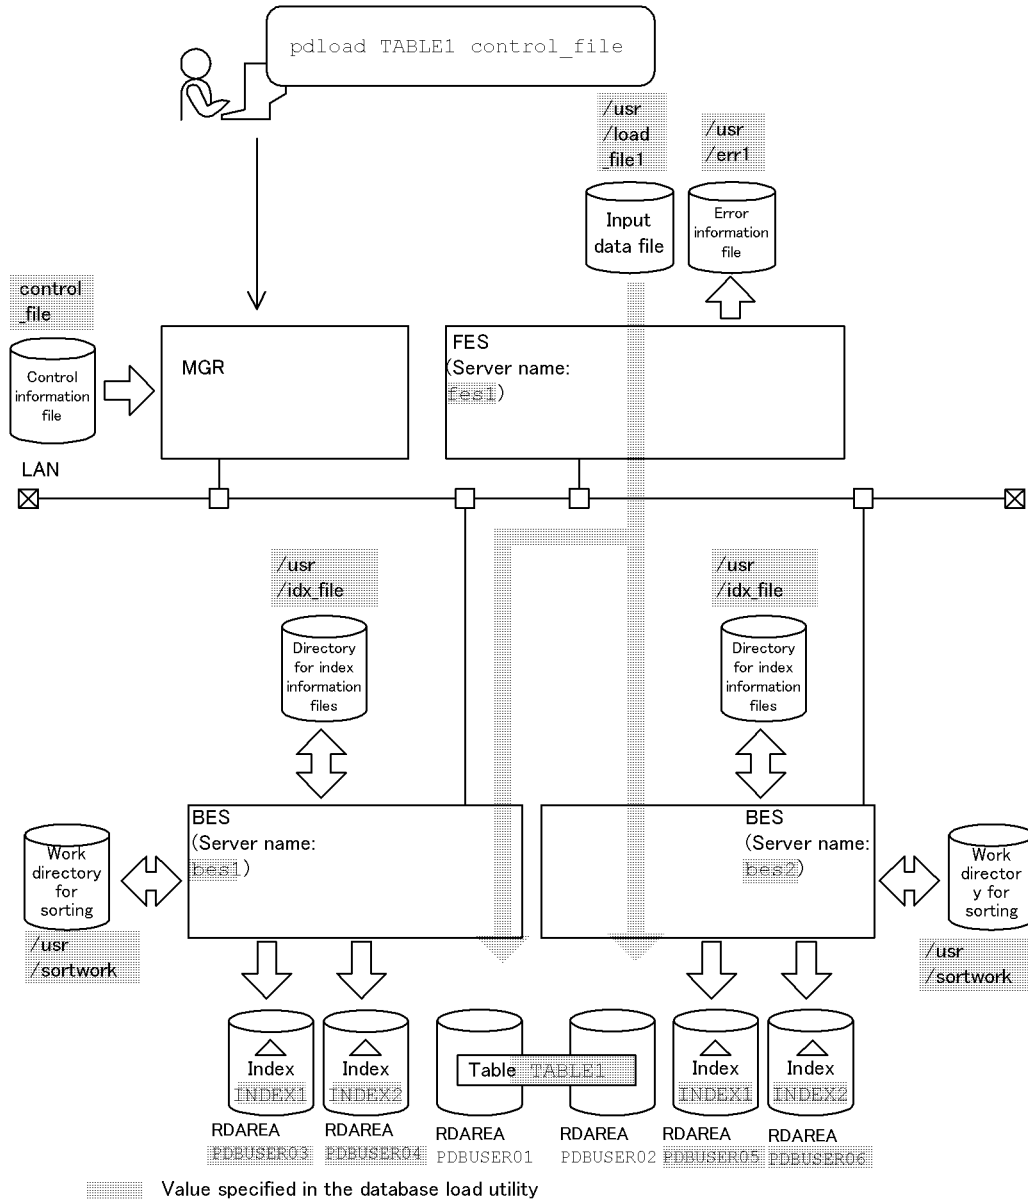 pdload TABLE1 control_file
/usr
/load
_file1
/usr
/err1
Input
data file
Error
information
file
control
_file
Control
information
file
MGR
FES
(Server name:
fes1)
LAN
/usr
/idx_file
/usr
/idx_file
Directory
for index
information
files
Directory
for index
information
files
BES
(Server name:
bes1)
BES
(Server name:
bes2)
Work
directory
for
sorting
Work
director
y for
sorting
/usr
/sortwork
/usr
/sortwork
Index
INDEX1
Index
INDEX2
Table TABLE1
Index
INDEX1
Index
INDEX2
RDAREA
PDBUSER03
RDAREA
PDBUSER04
RDAREA
PDBUSER01
RDAREA
PDBUSER02
RDAREA
PDBUSER05
RDAREA
PDBUSER06
Value specified in the database load utility